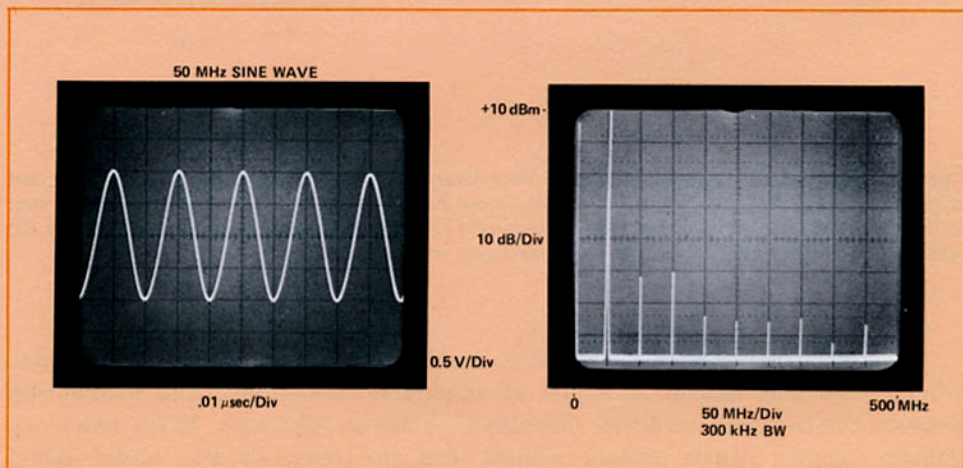 50 MHz SINE WAVE
0.5 V/Div
.01 μsec/Div
+10 dBm-
10 dB/Div
0
500 MHz
50 MHz/Div
300 kHz BW